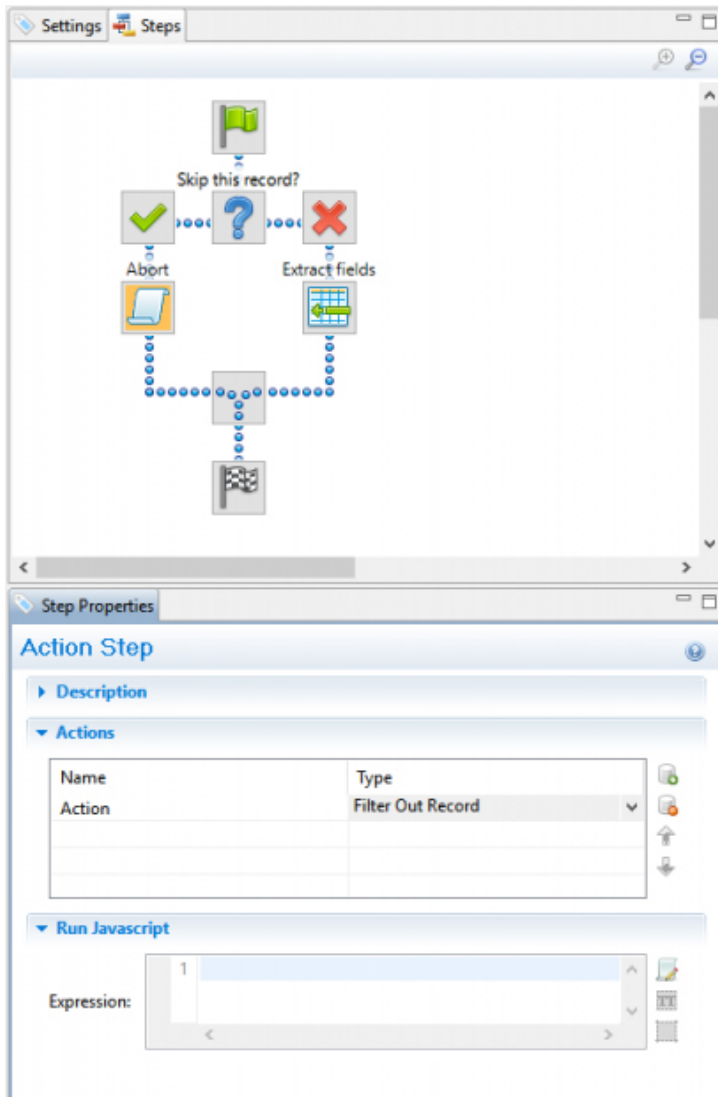 Settings Steps
Skip this record?
Abort Extract fields
Step Properties
Action Step
Description
Actions
Name Type
Action Filter Out Record
Run Javascript
1
Expression: